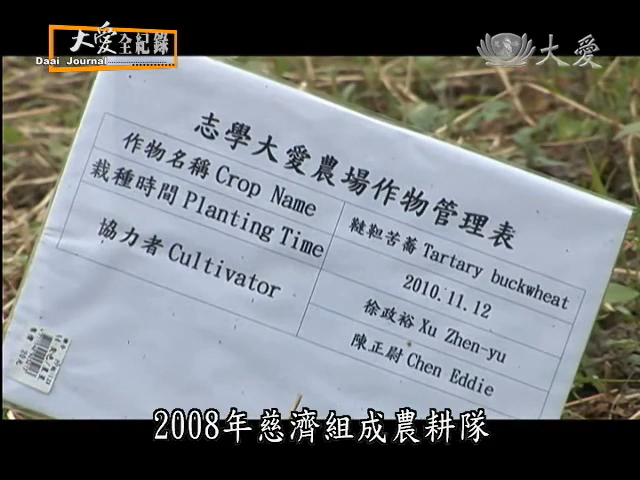 大愛全紀錄
Daai Journal
大愛
志學大愛農場作物管理表
作物名稱 Crop Name
韃靼苦蕎 Tartary buckwheat
栽種時間 Planting Time
2010.11.12
協力者 Cultivator
徐政裕 Xu Zhen-yu
陳正尉 Chen Eddie
2008年慈濟組成農耕隊